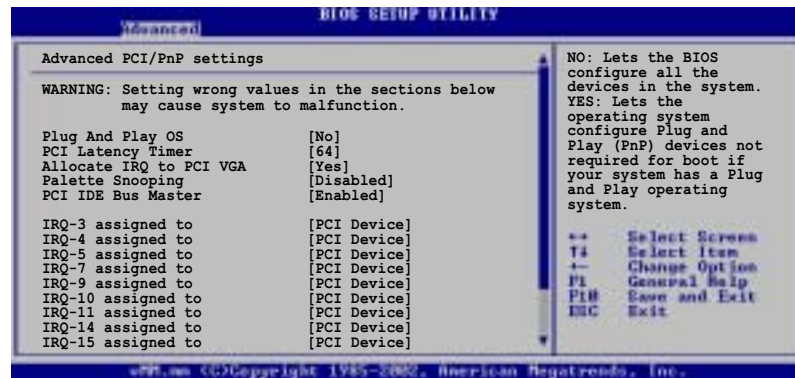 BIOS SETUP UTILITY
Advanced
Advanced PCI/PnP settings
WARNING: Setting wrong values in the sections below
may cause system to malfunction.
Plug And Play OS [No]
PCI Latency Timer [64]
Allocate IRQ to PCI VGA [Yes]
Palette Snooping [Disabled]
PCI IDE Bus Master [Enabled]
IRQ-3 assigned to [PCI Device]
IRQ-4 assigned to [PCI Device]
IRQ-5 assigned to [PCI Device]
IRQ-7 assigned to [PCI Device]
IRQ-9 assigned to [PCI Device]
IRQ-10 assigned to [PCI Device]
IRQ-11 assigned to [PCI Device]
IRQ-14 assigned to [PCI Device]
IRQ-15 assigned to [PCI Device]
NO: Lets the BIOS
configure all the
devices in the system.
YES: Lets the
operating system
configure Plug and
Play (PnP) devices not
required for boot if
your system has a Plug
and Play operating
system.
←→ Select Screen
↑↓ Select Item
+- Change Option
F1 General Help
F10 Save and Exit
ESC Exit
(C)Copyright 1985-2002, American Megatrends, Inc.